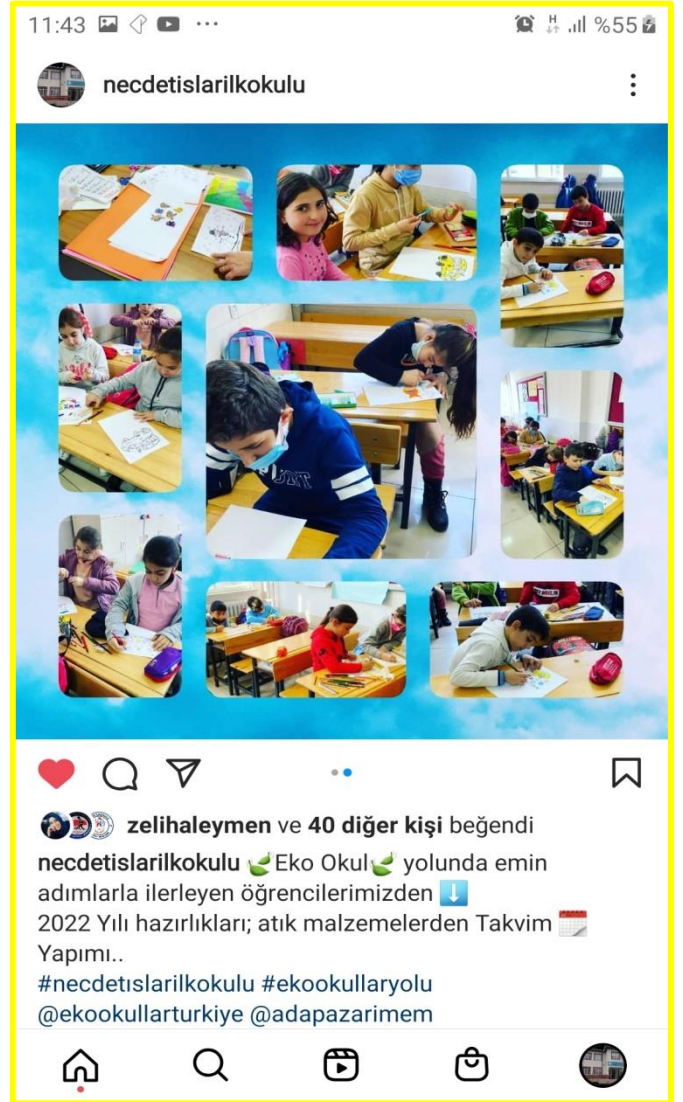 11:43 ... %55
necdetislarilkokulu
zelihaleymen ve 40 diğer kişi beğendi
necdetislarilkokulu Eko Okul yolunda emin
adımlarla ilerleyen öğrencilerimizden
2022 Yılı hazırlıkları; atık malzemelerden Takvim
Yapımı..
#necdetıslarilkokulu #ekookullaryolu
@ekookullarturkiye @adapazarimem